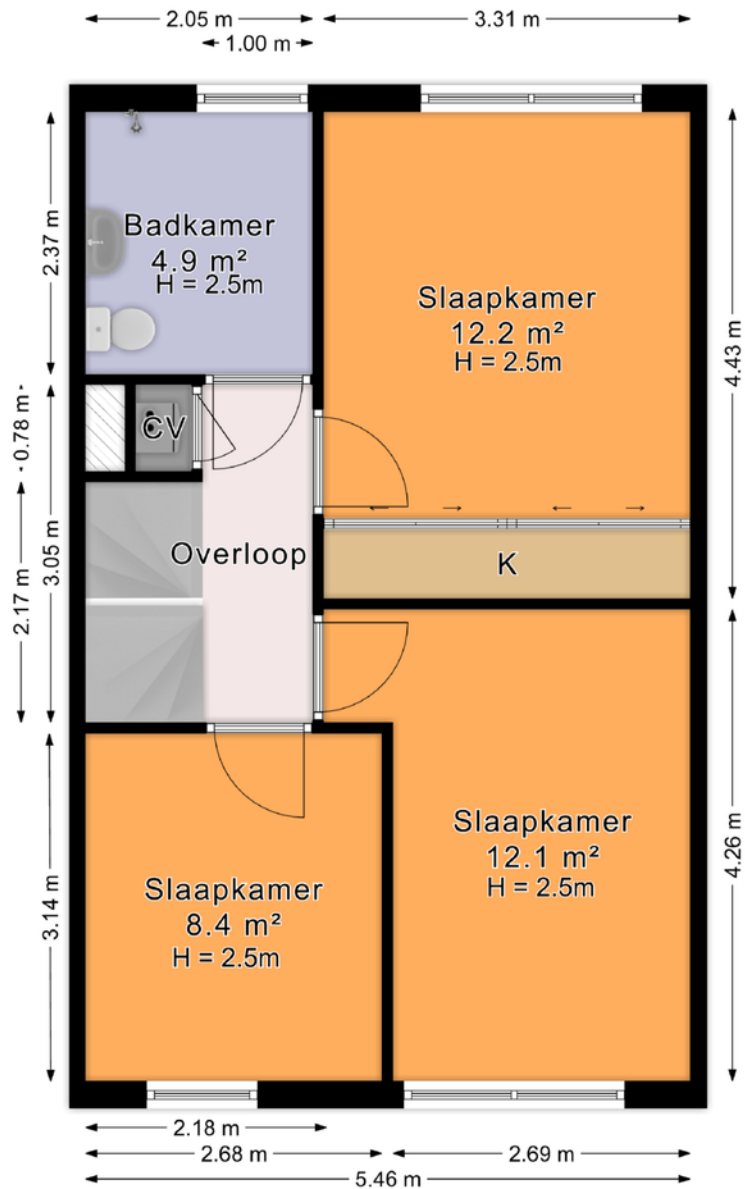 2.05 m
3.31 m
1.00 m
2.37 m
Badkamer
4.9 m²
H = 2.5m
Slaapkamer
12.2 m²
H = 2.5m
4.43 m
0.78 m
CV
3.05 m
2.17 m
Overloop
K
Slaapkamer
12.1 m²
H = 2.5m
4.26 m
Slaapkamer
8.4 m²
H = 2.5m
3.14 m
2.18 m
2.68 m
2.69 m
5.46 m